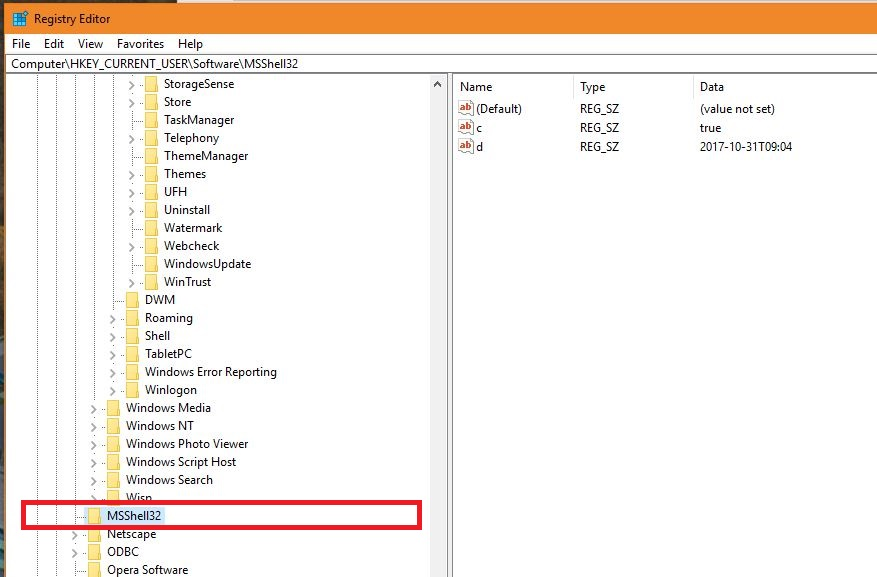 Registry Editor
File Edit View Favorites Help
Computer\HKEY_CURRENT_USER\Software\MSShell32
StorageSense
Store
TaskManager
Telephony
ThemeManager
Themes
UFH
Uninstall
Watermark
Webcheck
WindowsUpdate
WinTrust
DWM
Roaming
Shell
TabletPC
Windows Error Reporting
Winlogon
Windows Media
Windows NT
Windows Photo Viewer
Windows Script Host
Windows Search
Wisp
MSShell32
Netscape
ODBC
Opera Software
Name Type Data
ab (Default) REG_SZ (value not set)
ab c REG_SZ true
ab d REG_SZ 2017-10-31T09:04